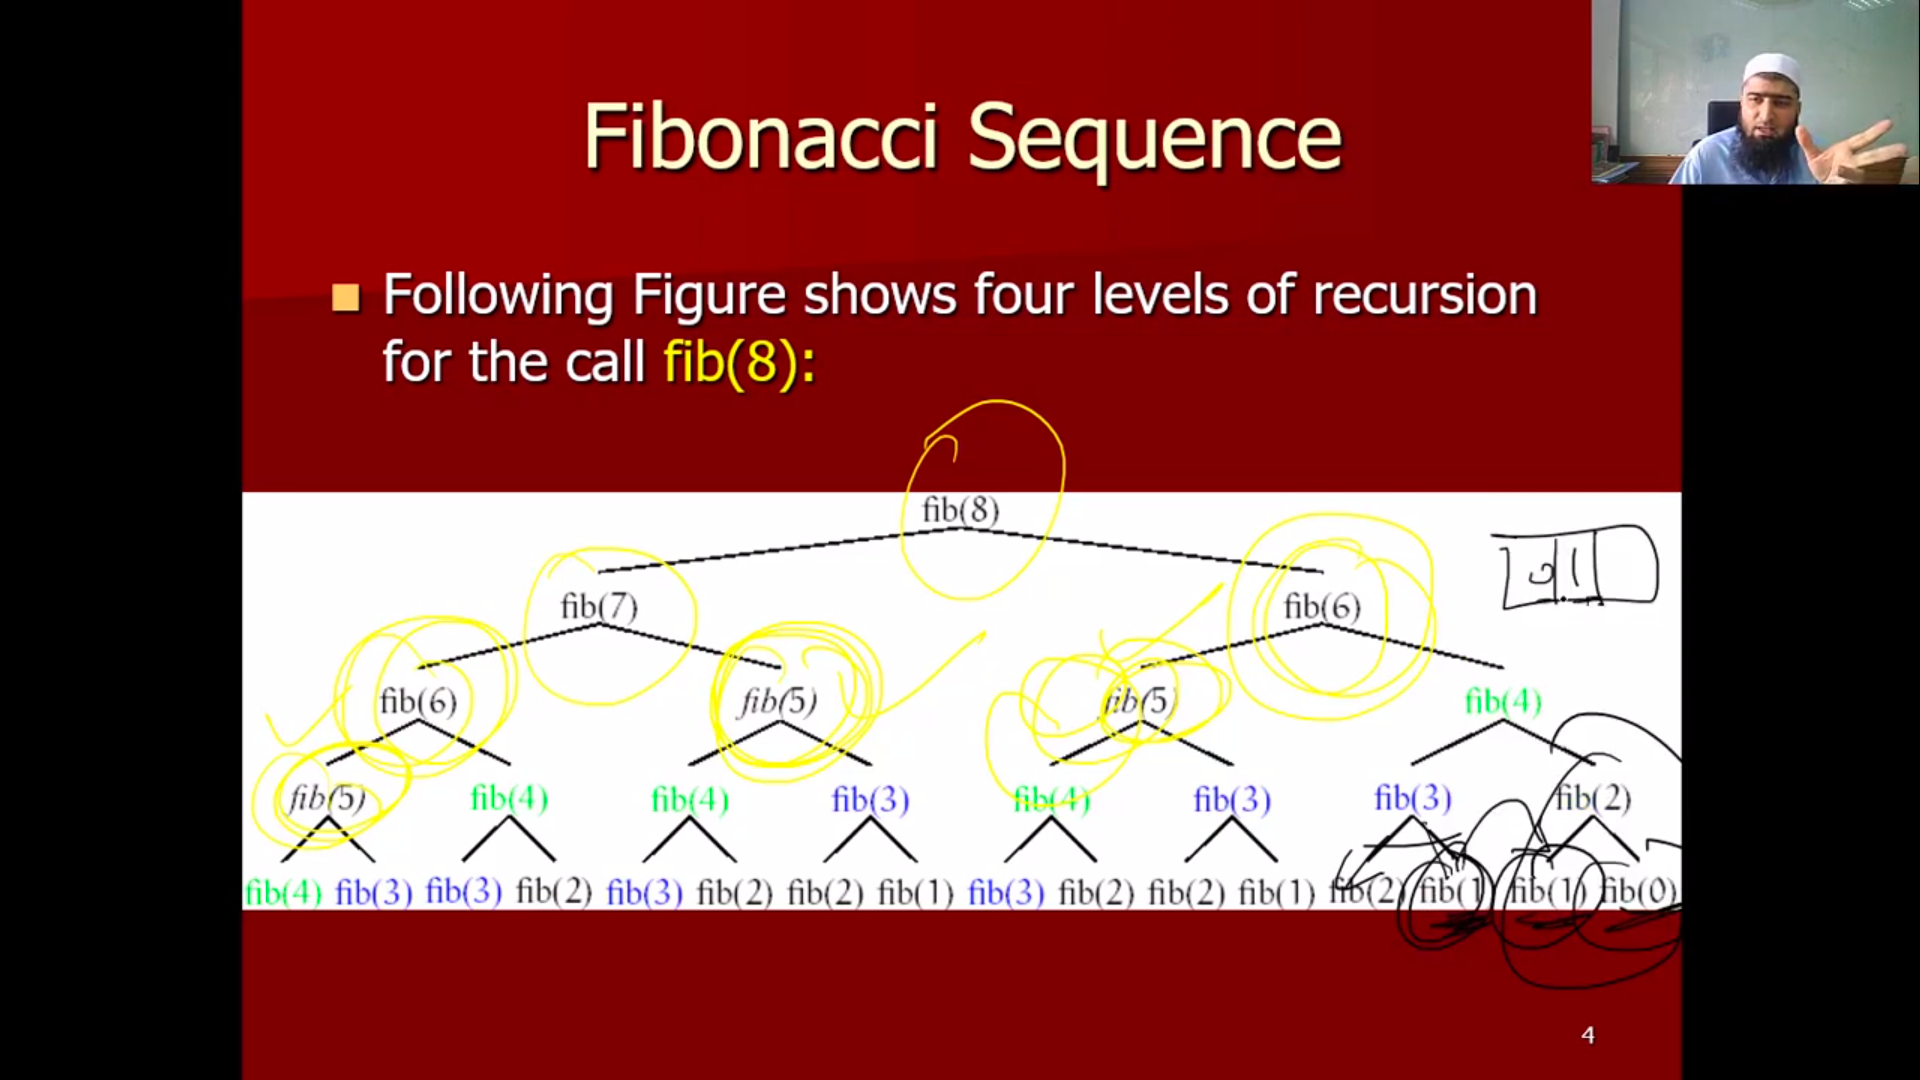 Fibonacci Sequence
Following Figure shows four levels of recursion
for the call fib(8):
fib(8)
fib(7) fib(6)
fib(6) fib(5) fib(5) fib(4)
fib(5) fib(4) fib(4) fib(3) fib(4) fib(3) fib(3) fib(2)
fib(4) fib(3) fib(3) fib(2) fib(3) fib(2) fib(2) fib(1) fib(3) fib(2) fib(2) fib(1) fib(2) fib(1) fib(1) fib(0)
4